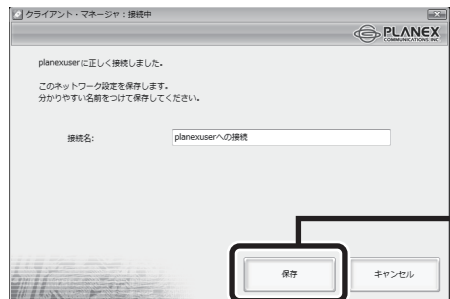 クライアント・マネージャ：接続中
PLANEX
COMMUNICATIONS INC.
planexuserに正しく接続しました。
このネットワーク設定を保存します。
分かりやすい名前をつけて保存してください。
接続名:
planexuserへの接続
保存
キャンセル